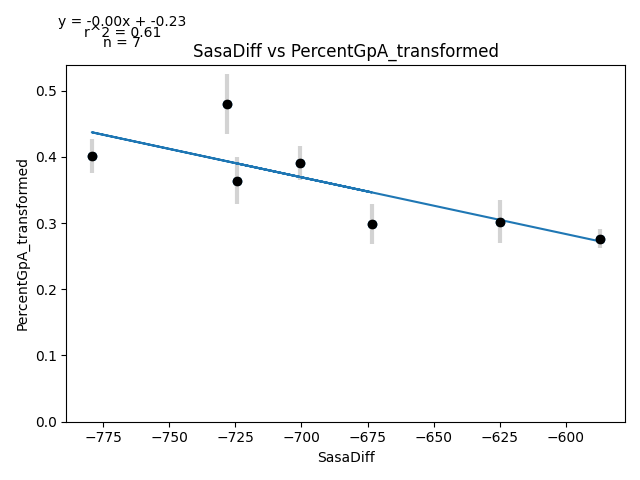 y = -0.00x + -0.23
r^2 = 0.61
n = 7
SasaDiff vs PercentGpA_transformed
PercentGpA_transformed
0.5
0.4
0.3
0.2
0.1
0.0
−775 −750 −725 −700 −675 −650 −625 −600
SasaDiff